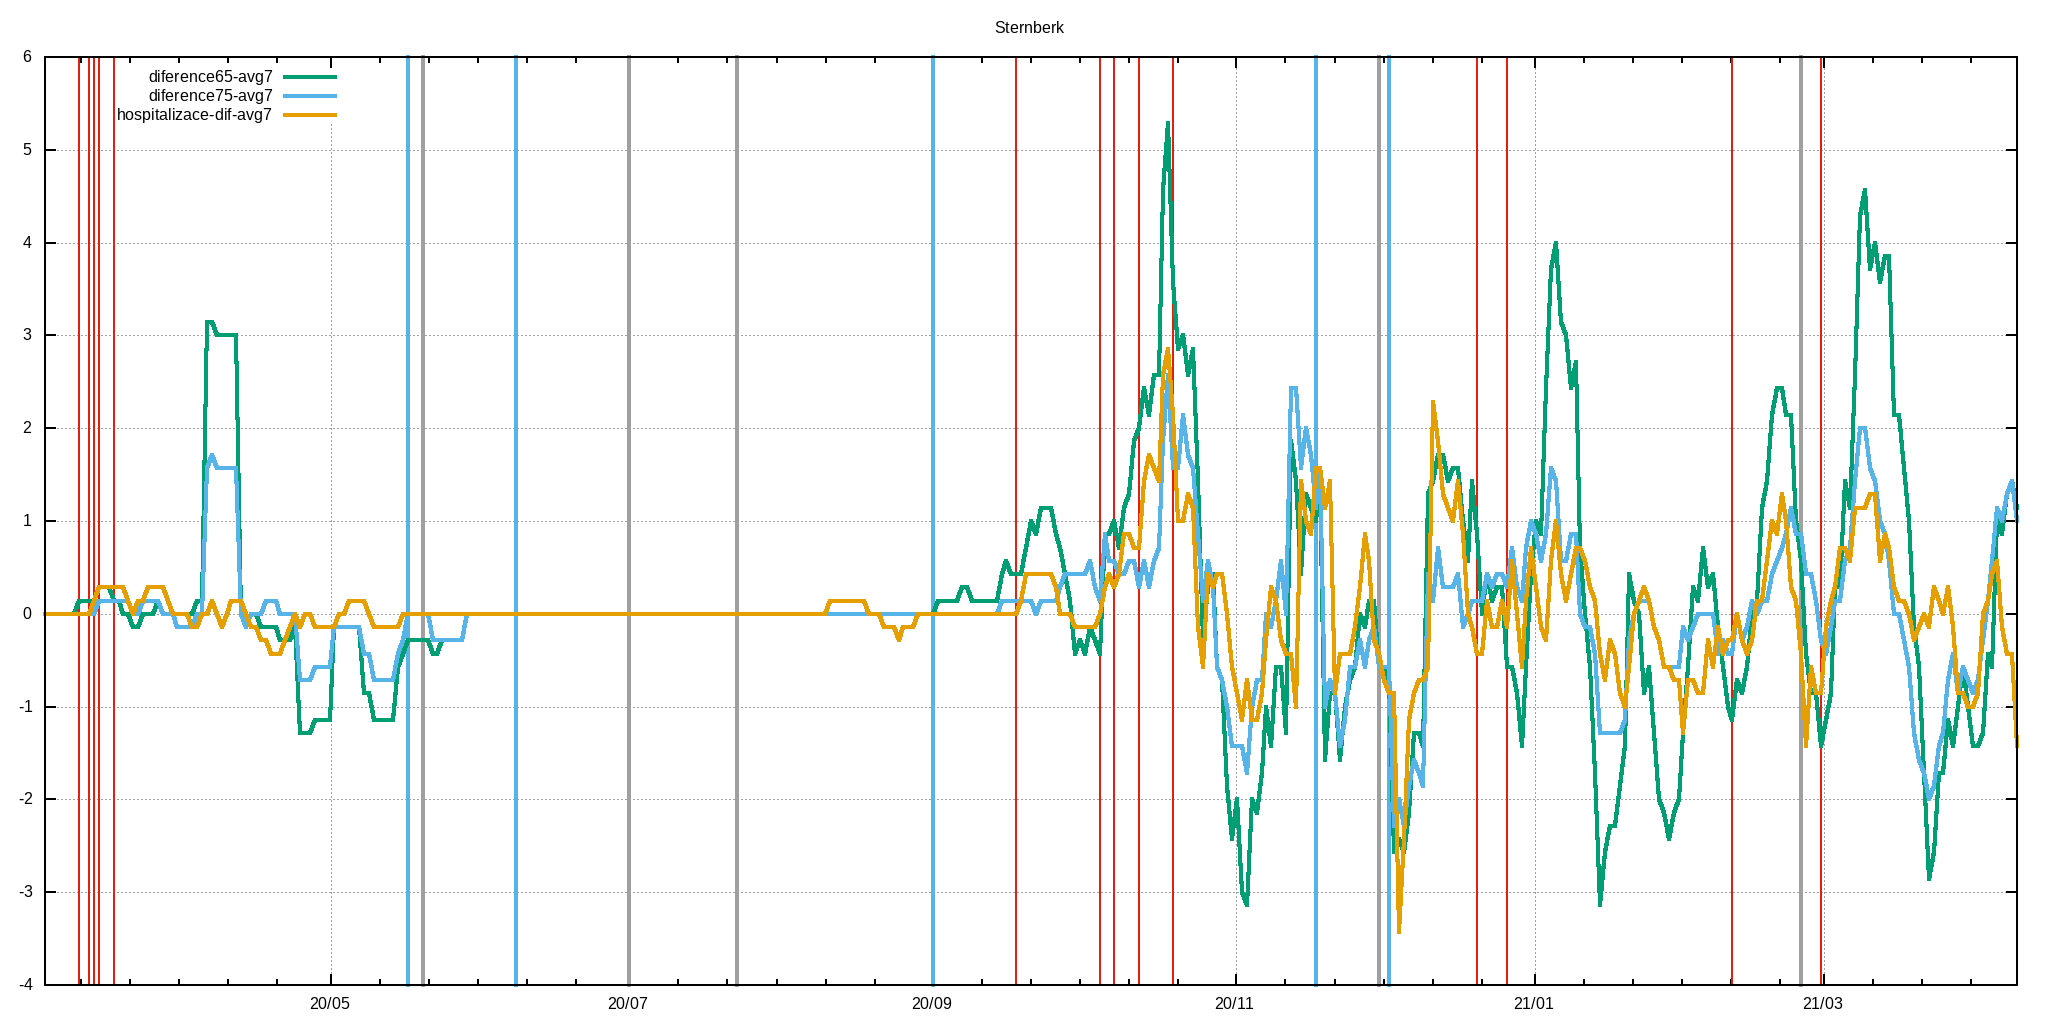 Sternberk
diference65-avg7
diference75-avg7
hospitalizace-dif-avg7
6
5
4
3
2
1
0
-1
-2
-3
-4
20/05 20/07 20/09 20/11 21/01 21/03